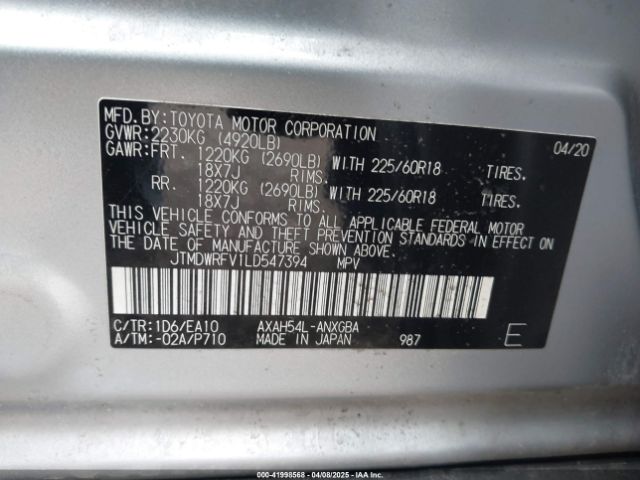 MFD.BY:TOYOTA MOTOR CORPORATION 04/20
GVWR:2230KG (4920LB)
GAWR:FRT. 1220KG (2690LB) WITH 225/60R18 TIRES.
18X7J RIMS.
RR. 1220KG (2690LB) WITH 225/60R18 TIRES.
18X7J RIMS.
THIS VEHICLE CONFORMS TO ALL APPLICABLE FEDERAL MOTOR
VEHICLE SAFETY AND THEFT PREVENTION STANDARDS IN EFFECT ON
THE DATE OF MANUFACTURE SHOWN ABOVE.
JTMDWRFV1LD547394 MPV
C/TR:1D6/EA10 AXAH54L-ANXGBA
A/TM:-02A/P710 MADE IN JAPAN 987 E
000-41998568 - 04/08/2025 - IAA Inc.